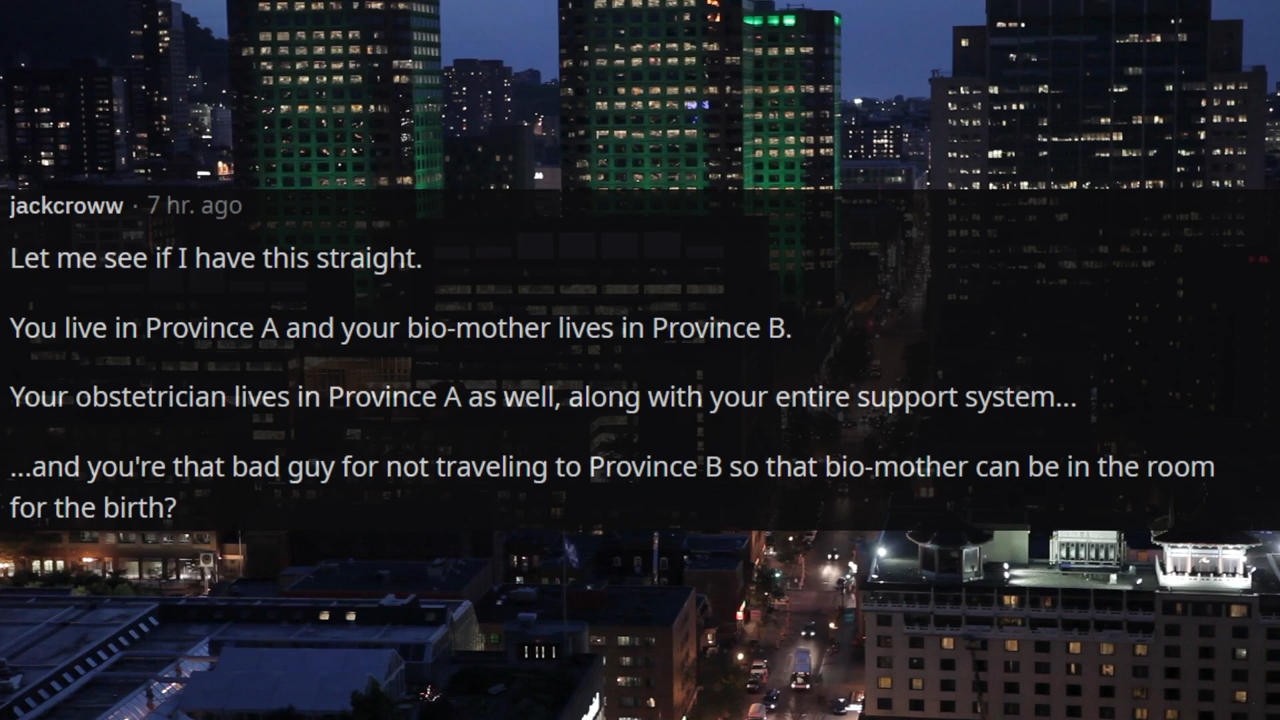 jackcroww · 7 hr. ago
Let me see if I have this straight.
You live in Province A and your bio-mother lives in Province B.
Your obstetrician lives in Province A as well, along with your entire support system...
...and you're that bad guy for not traveling to Province B so that bio-mother can be in the room
for the birth?